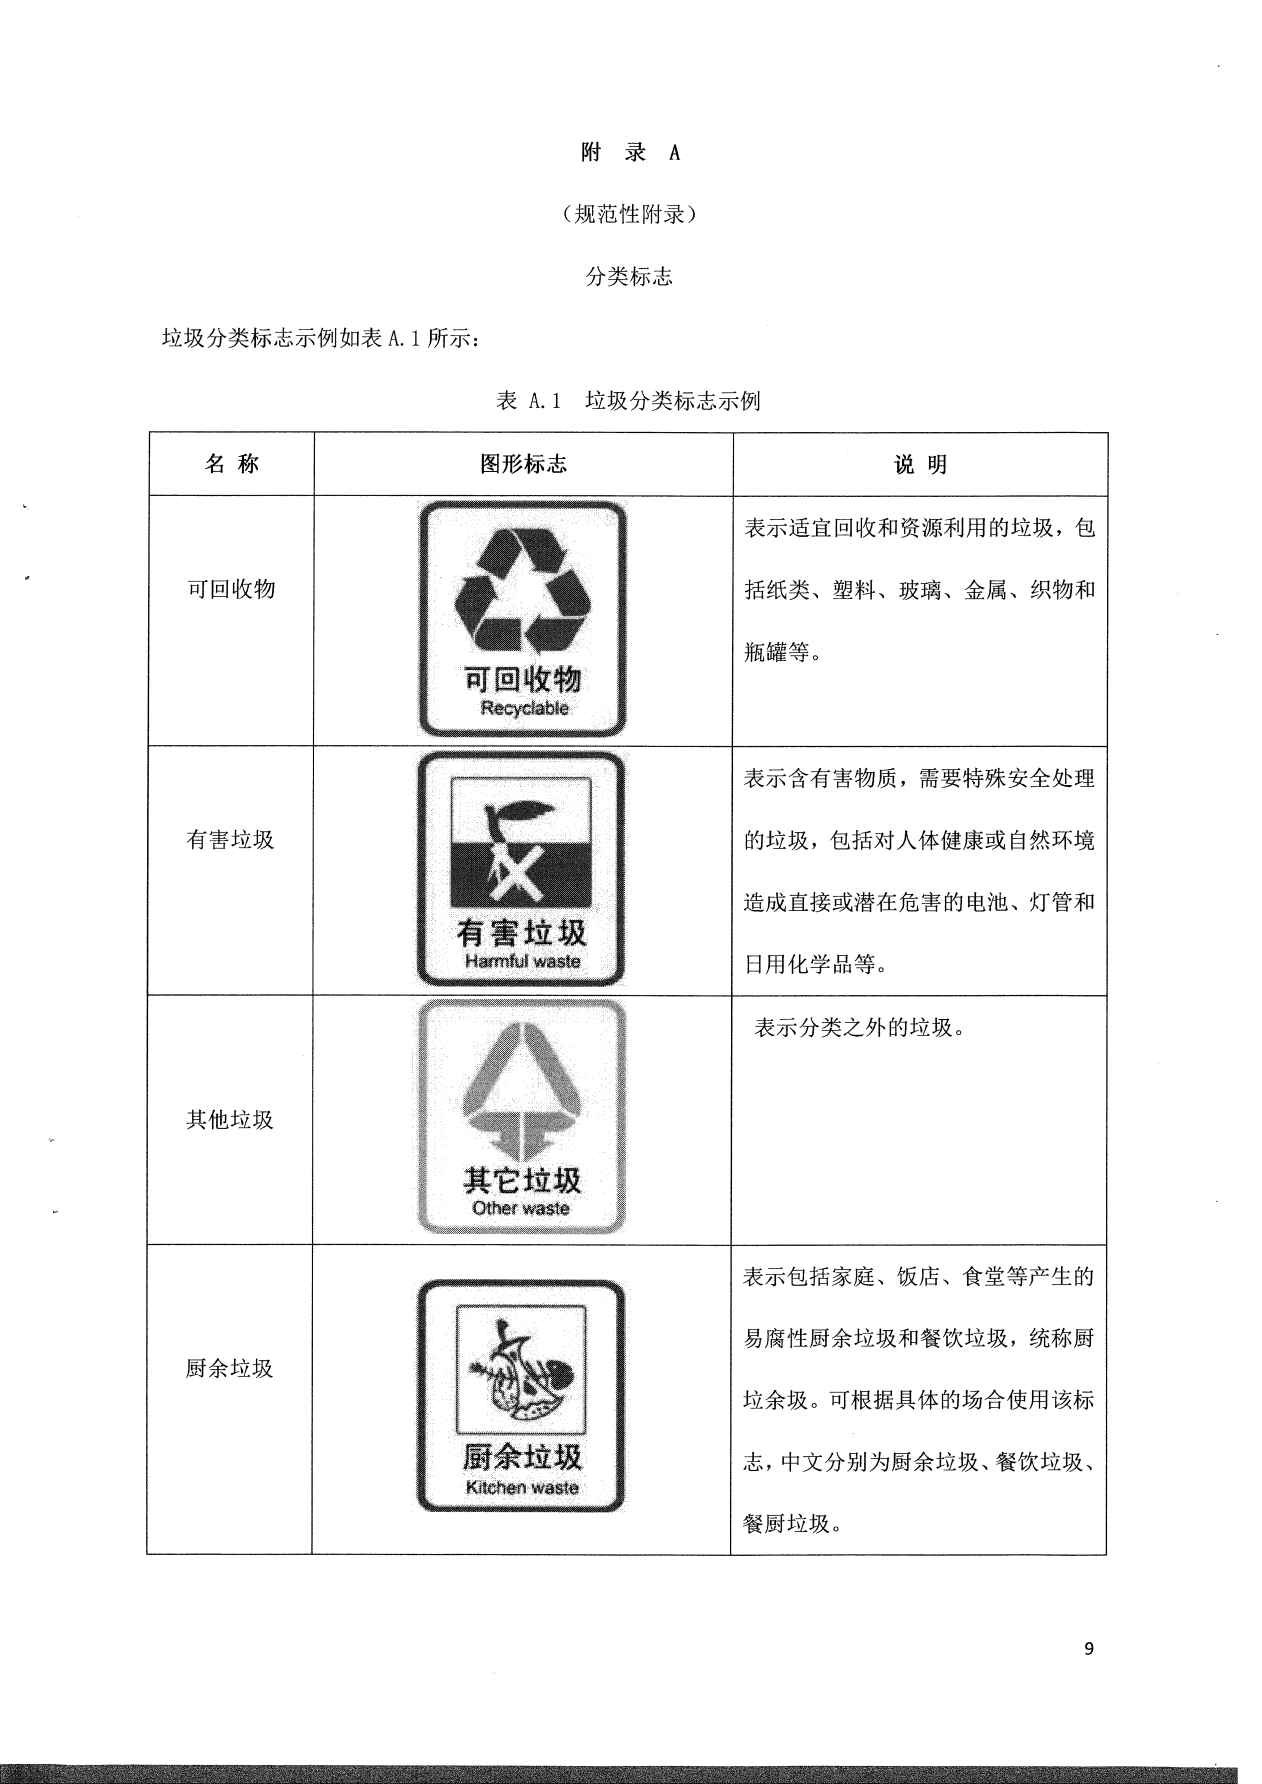 附 录 A
（规范性附录）
分类标志
垃圾分类标志示例如表 A.1 所示：
表 A.1 垃圾分类标志示例
名 称
图形标志
说 明
可回收物
可回收物
Recyclable
表示适宜回收和资源利用的垃圾，包
括纸类、塑料、玻璃、金属、织物和
瓶罐等。
有害垃圾
有害垃圾
Harmful waste
表示含有害物质，需要特殊安全处理
的垃圾，包括对人体健康或自然环境
造成直接或潜在危害的电池、灯管和
日用化学品等。
其他垃圾
其它垃圾
Other waste
表示分类之外的垃圾。
厨余垃圾
厨余垃圾
Kitchen waste
表示包括家庭、饭店、食堂等产生的
易腐性厨余垃圾和餐饮垃圾，统称厨
垃余圾。可根据具体的场合使用该标
志，中文分别为厨余垃圾、餐饮垃圾、
餐厨垃圾。
9